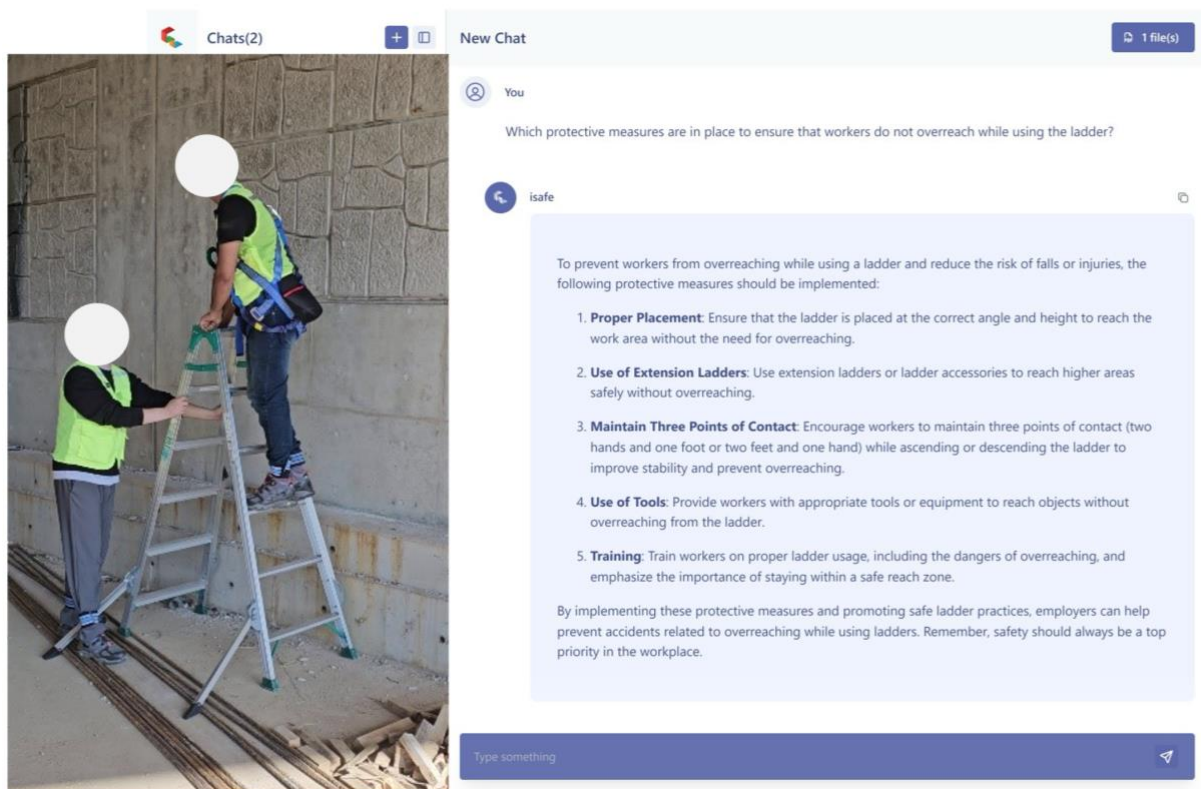 Chats(2)
New Chat
1 file(s)
You
Which protective measures are in place to ensure that workers do not overreach while using the ladder?
isafe
To prevent workers from overreaching while using a ladder and reduce the risk of falls or injuries, the
following protective measures should be implemented:
1. Proper Placement: Ensure that the ladder is placed at the correct angle and height to reach the
work area without the need for overreaching.
2. Use of Extension Ladders: Use extension ladders or ladder accessories to reach higher areas
safely without overreaching.
3. Maintain Three Points of Contact: Encourage workers to maintain three points of contact (two
hands and one foot or two feet and one hand) while ascending or descending the ladder to
improve stability and prevent overreaching.
4. Use of Tools: Provide workers with appropriate tools or equipment to reach objects without
overreaching from the ladder.
5. Training: Train workers on proper ladder usage, including the dangers of overreaching, and
emphasize the importance of staying within a safe reach zone.
By implementing these protective measures and promoting safe ladder practices, employers can help
prevent accidents related to overreaching while using ladders. Remember, safety should always be a top
priority in the workplace.
Type something